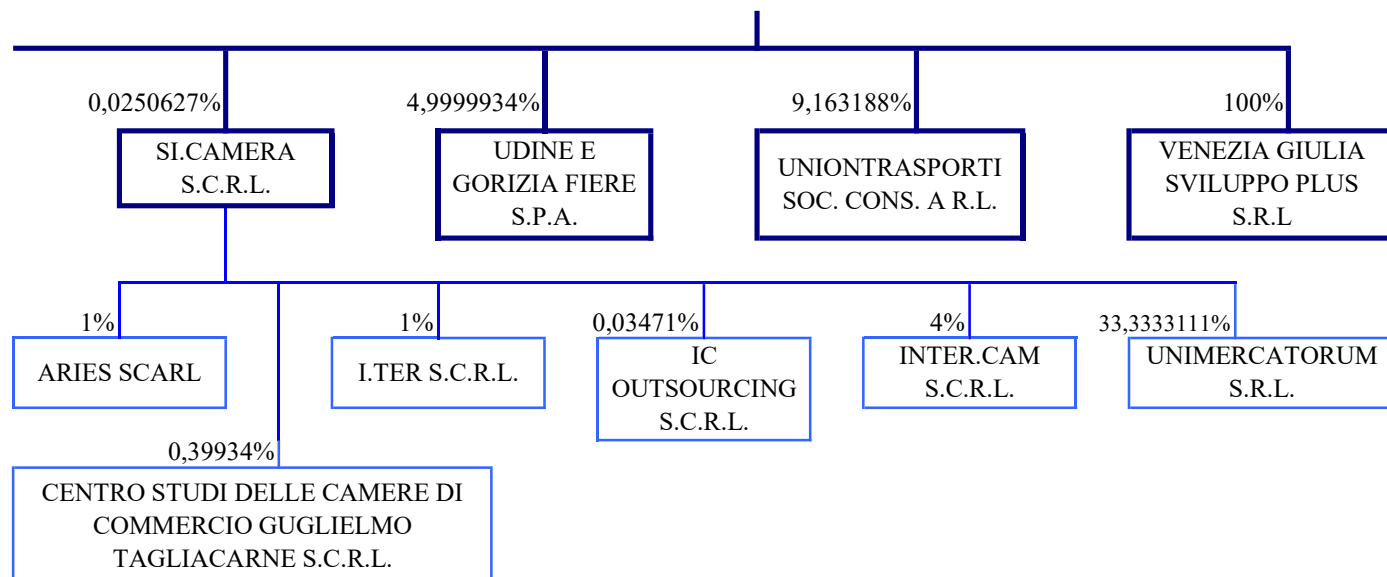 0,0250627%
4,9999934%
9,163188%
100%
SI.CAMERA
S.C.R.L.
UDINE E
GORIZIA FIERE
S.P.A.
UNIONTRASPORTI
SOC. CONS. A R.L.
VENEZIA GIULIA
SVILUPPO PLUS
S.R.L
1%
1%
0,03471%
4%
33,3333111%
ARIES SCARL
I.TER S.C.R.L.
IC
OUTSOURCING
S.C.R.L.
INTER.CAM
S.C.R.L.
UNIMERCATORUM
S.R.L.
0,39934%
CENTRO STUDI DELLE CAMERE DI
COMMERCIO GUGLIELMO
TAGLIACARNE S.C.R.L.